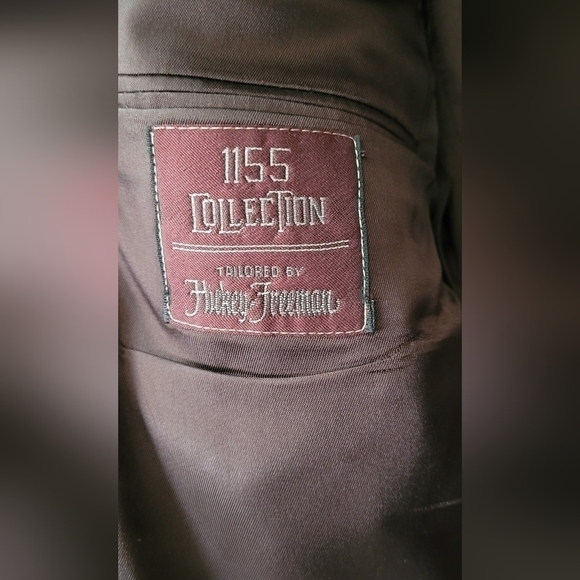 1155
COLLECTION
TAILORED BY
Hickey-Freeman